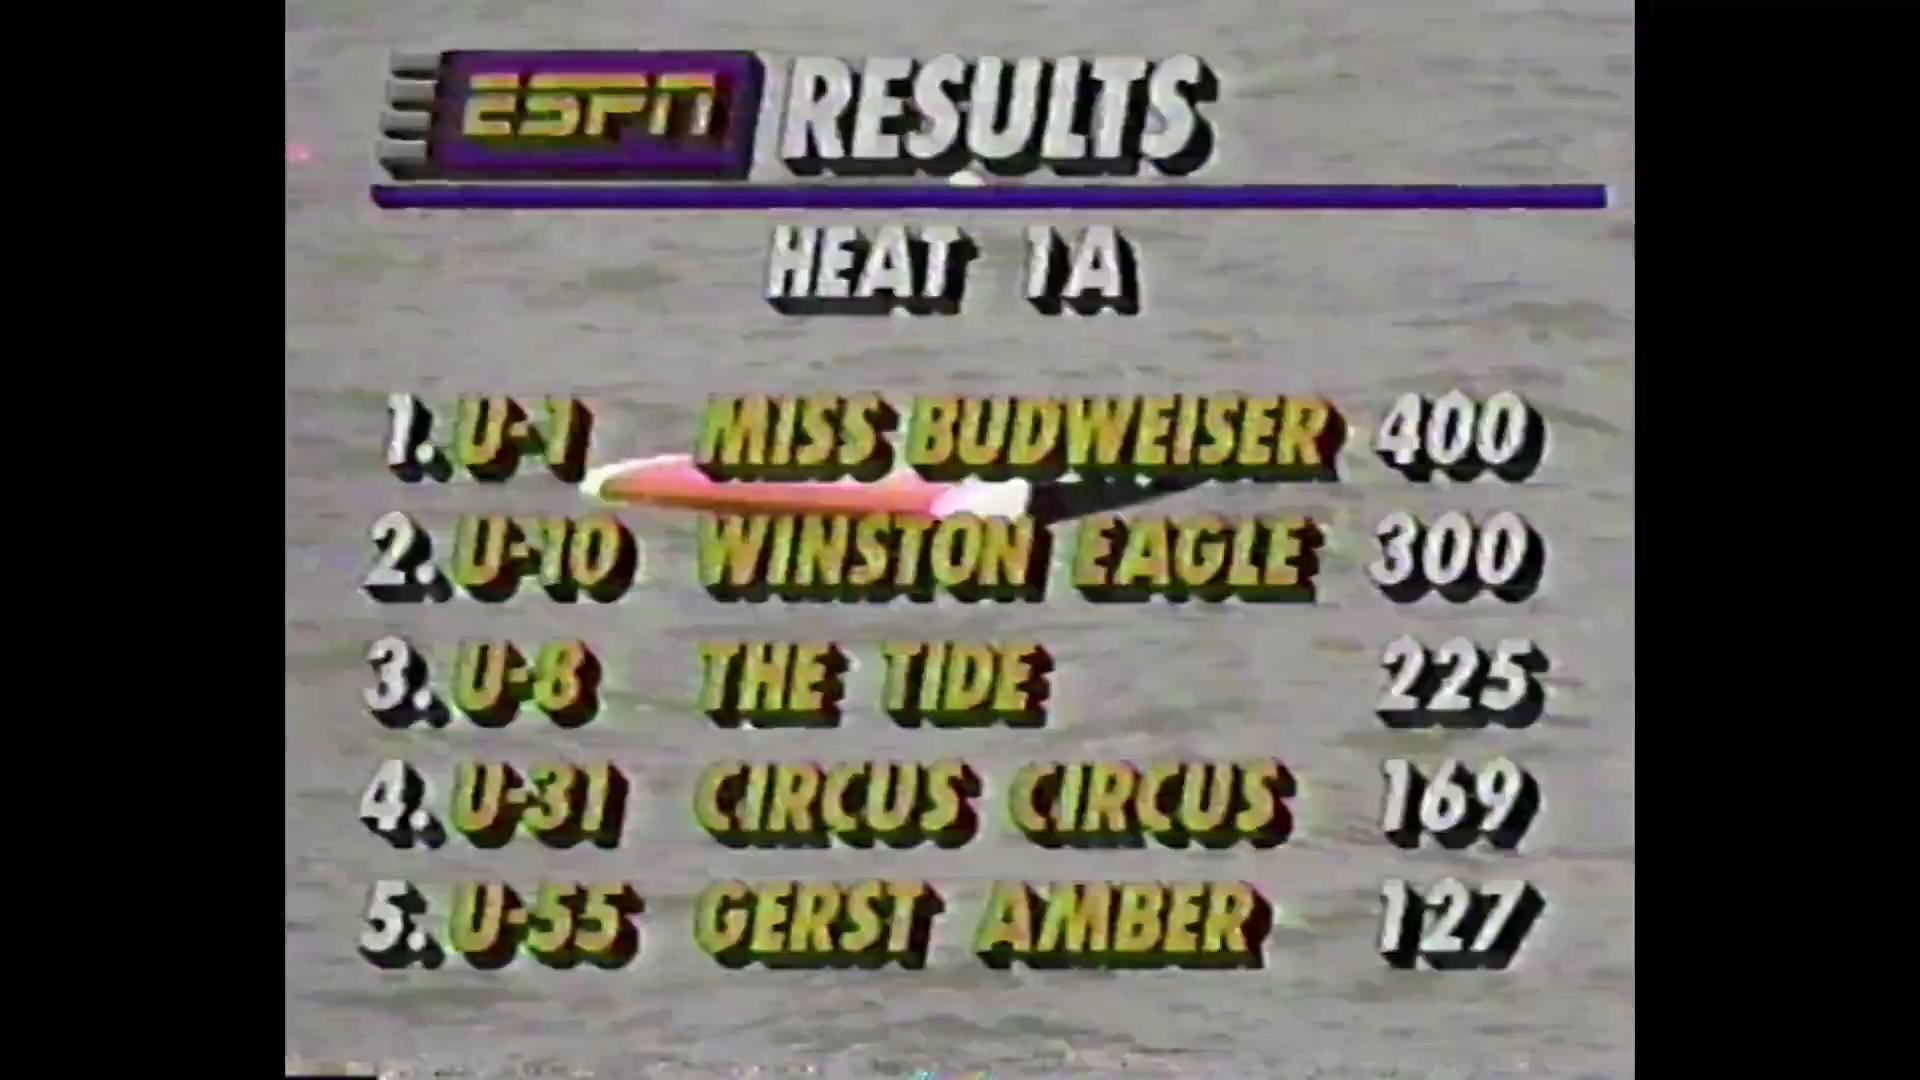 ESPN RESULTS
HEAT 1A
1. U-1 MISS BUDWEISER 400
2. U-10 WINSTON EAGLE 300
3. U-8 THE TIDE 225
4. U-31 CIRCUS CIRCUS 169
5. U-55 GERST AMBER 127